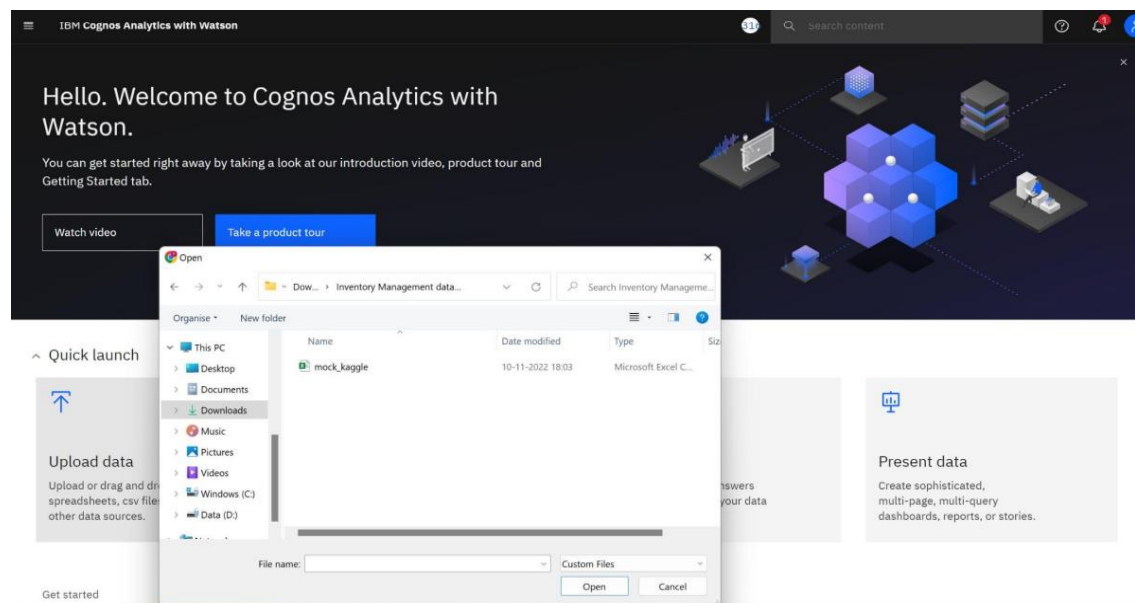 IBM Cognos Analytics with Watson
Search content
1
Hello. Welcome to Cognos Analytics with
Watson.
You can get started right away by taking a look at our introduction video, product tour and
Getting Started tab.
Watch video
Take a product tour
Open
Dow... › Inventory Management data...
Search Inventory Manageme...
Organise
New folder
Name
Date modified
Type
Siz
This PC
Desktop
Documents
Downloads
Music
Pictures
Videos
Windows (C:)
Data (D:)
mock_kaggle
10-11-2022 18:03
Microsoft Excel C...
File name:
Custom Files
Open
Cancel
Quick launch
Upload data
Upload or drag and dr
spreadsheets, csv file
other data sources.
nswers
your data
Present data
Create sophisticated,
multi-page, multi-query
dashboards, reports, or stories.
Get started